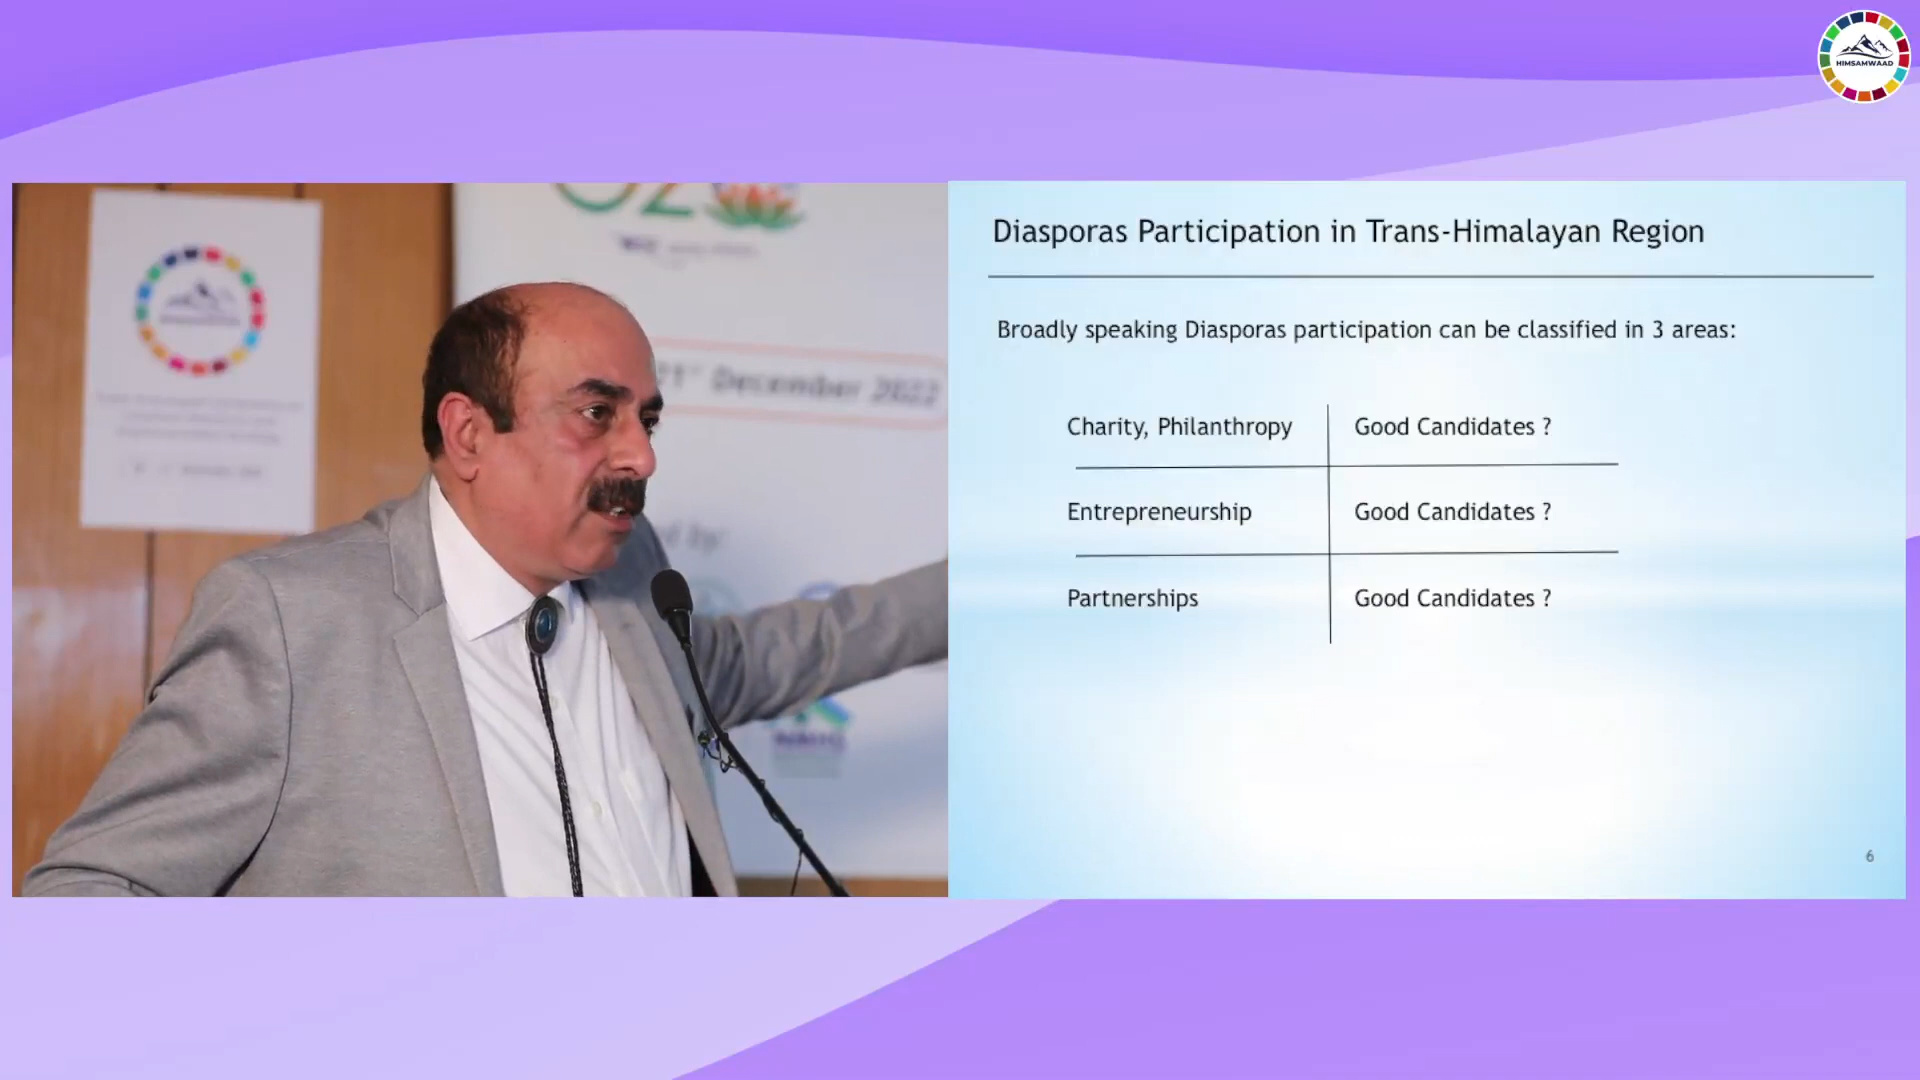 HIMSAMWAAD
21st December 2022
Diasporas Participation in Trans-Himalayan Region
Broadly speaking Diasporas participation can be classified in 3 areas:
Charity, Philanthropy
Good Candidates ?
Entrepreneurship
Good Candidates ?
Partnerships
Good Candidates ?
6